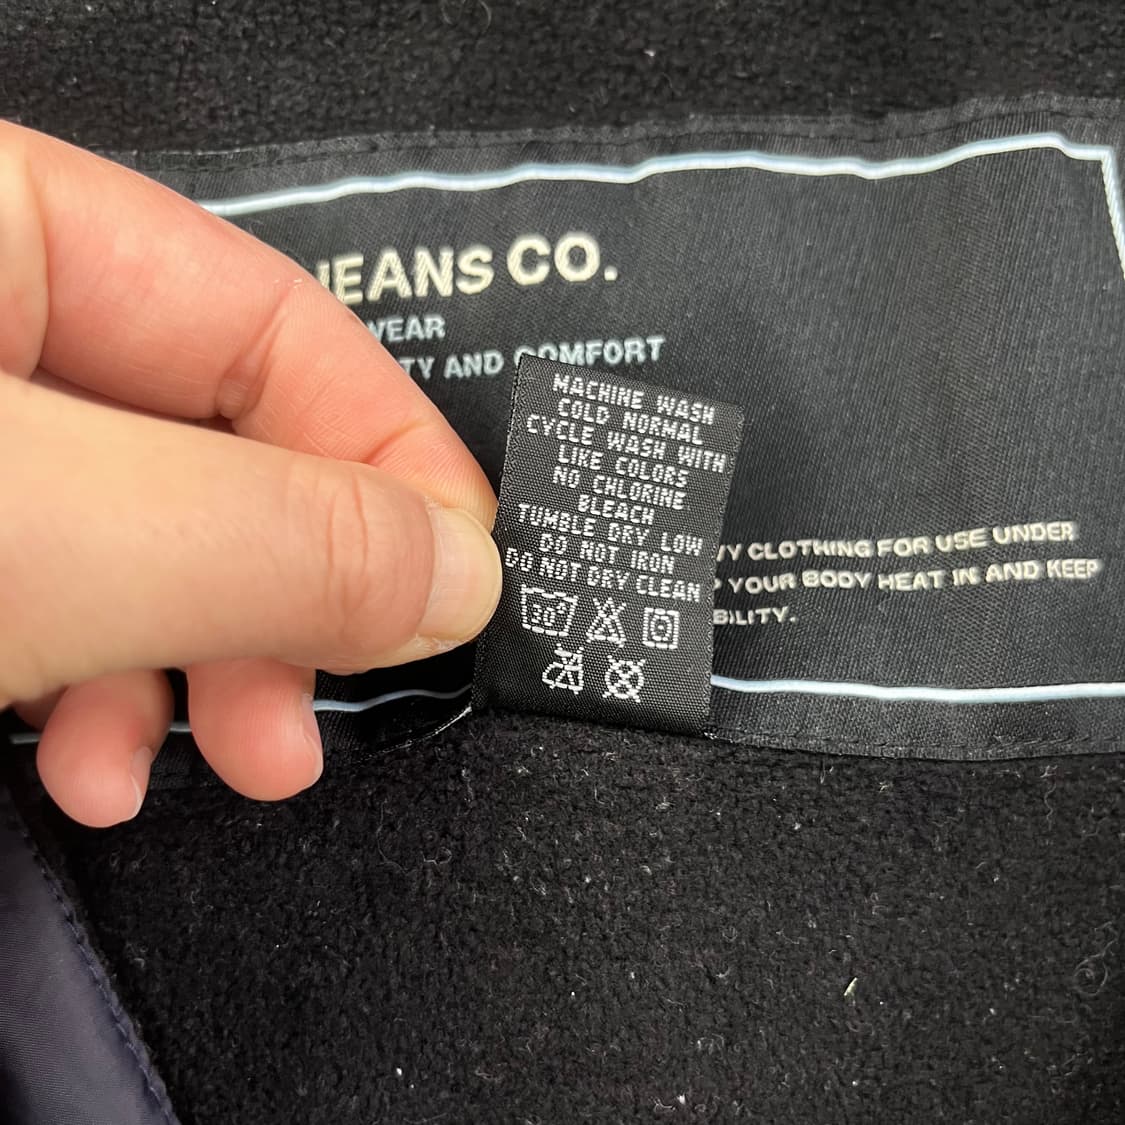 JEANS CO.
WEAR
TY AND COMFORT
MACHINE WASH
COLD NORMAL
CYCLE WASH WITH
LIKE COLORS
NO CHLORINE
BLEACH
TUMBLE DRY LOW
DO NOT IRON
DO NOT DRY CLEAN
30°
VY CLOTHING FOR USE UNDER
P YOUR BODY HEAT IN AND KEEP
BILITY.